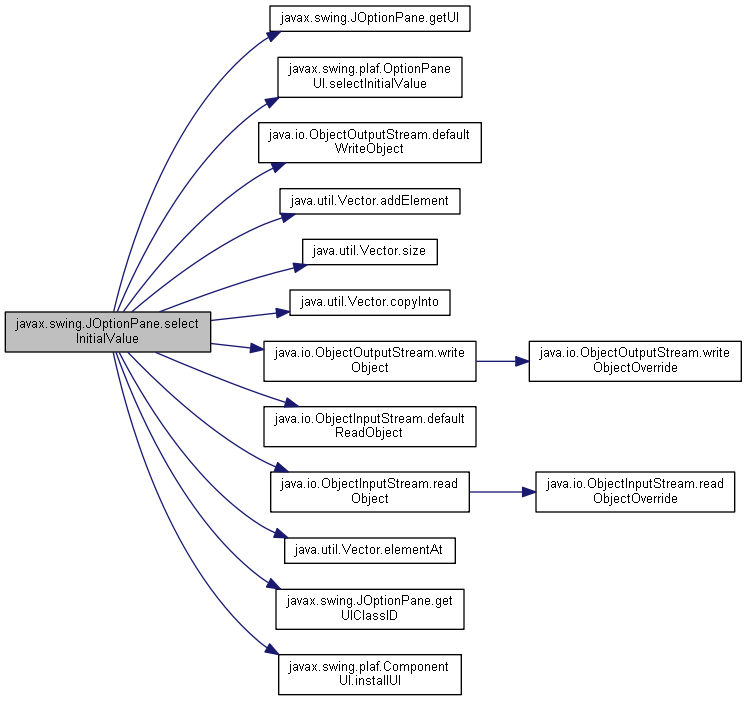 javax.swing.JOptionPane.getUI
javax.swing.plaf.OptionPane
UI.selectInitialValue
java.io.ObjectOutputStream.default
WriteObject
java.util.Vector.addElement
java.util.Vector.size
java.util.Vector.copyInto
javax.swing.JOptionPane.select
InitialValue
java.io.ObjectOutputStream.write
Object
java.io.ObjectOutputStream.write
ObjectOverride
java.io.ObjectInputStream.default
ReadObject
java.io.ObjectInputStream.read
Object
java.io.ObjectInputStream.read
ObjectOverride
java.util.Vector.elementAt
javax.swing.JOptionPane.get
UIClassID
javax.swing.plaf.Component
UI.installUI